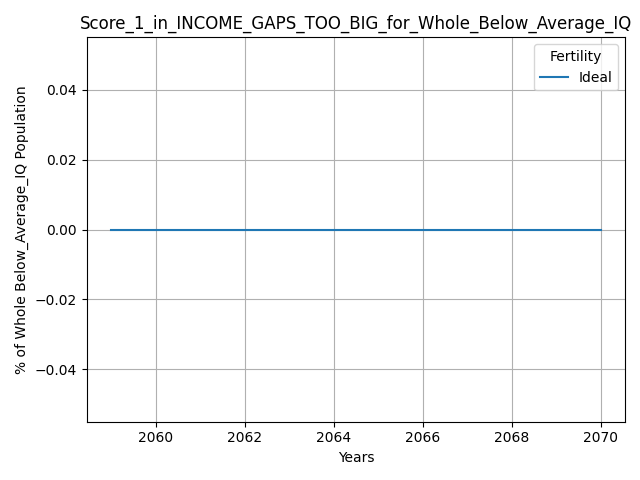 Score_1_in_INCOME_GAPS_TOO_BIG_for_Whole_Below_Average_IQ
Fertility
Ideal
0.04
0.02
0.00
−0.02
−0.04
% of Whole Below_Average_IQ Population
2060 2062 2064 2066 2068 2070
Years